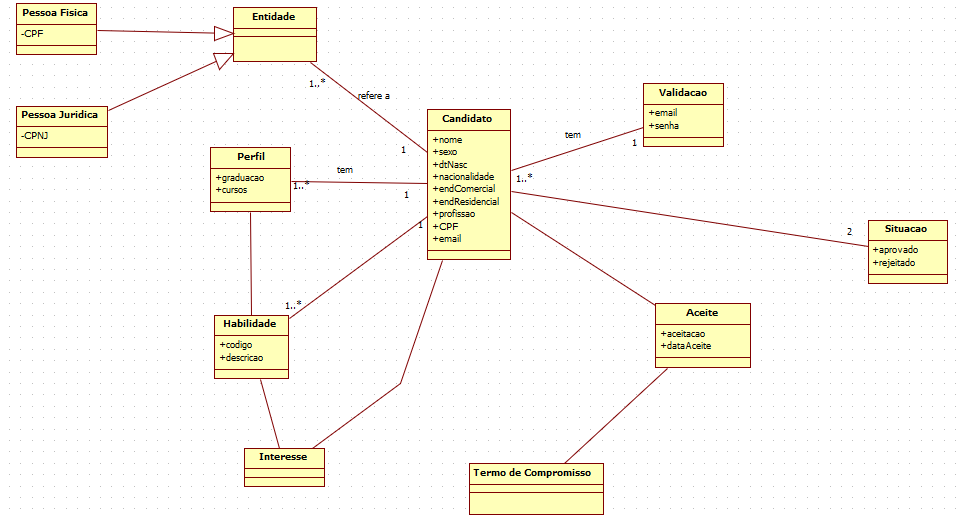 Pessoa Fisica
-CPF
Entidade
Pessoa Juridica
-CPNJ
1..*
refere a
1
Candidato
+nome
+sexo
+dtNasc
+nacionalidade
+endComercial
+endResidencial
+profissao
+CPF
+email
Validacao
+email
+senha
tem
1
1..*
Perfil
+graduacao
+cursos
1..*
tem
1
1
2
Situacao
+aprovado
+rejeitado
1..*
Habilidade
+codigo
+descricao
Aceite
+aceitacao
+dataAceite
Interesse
Termo de Compromisso